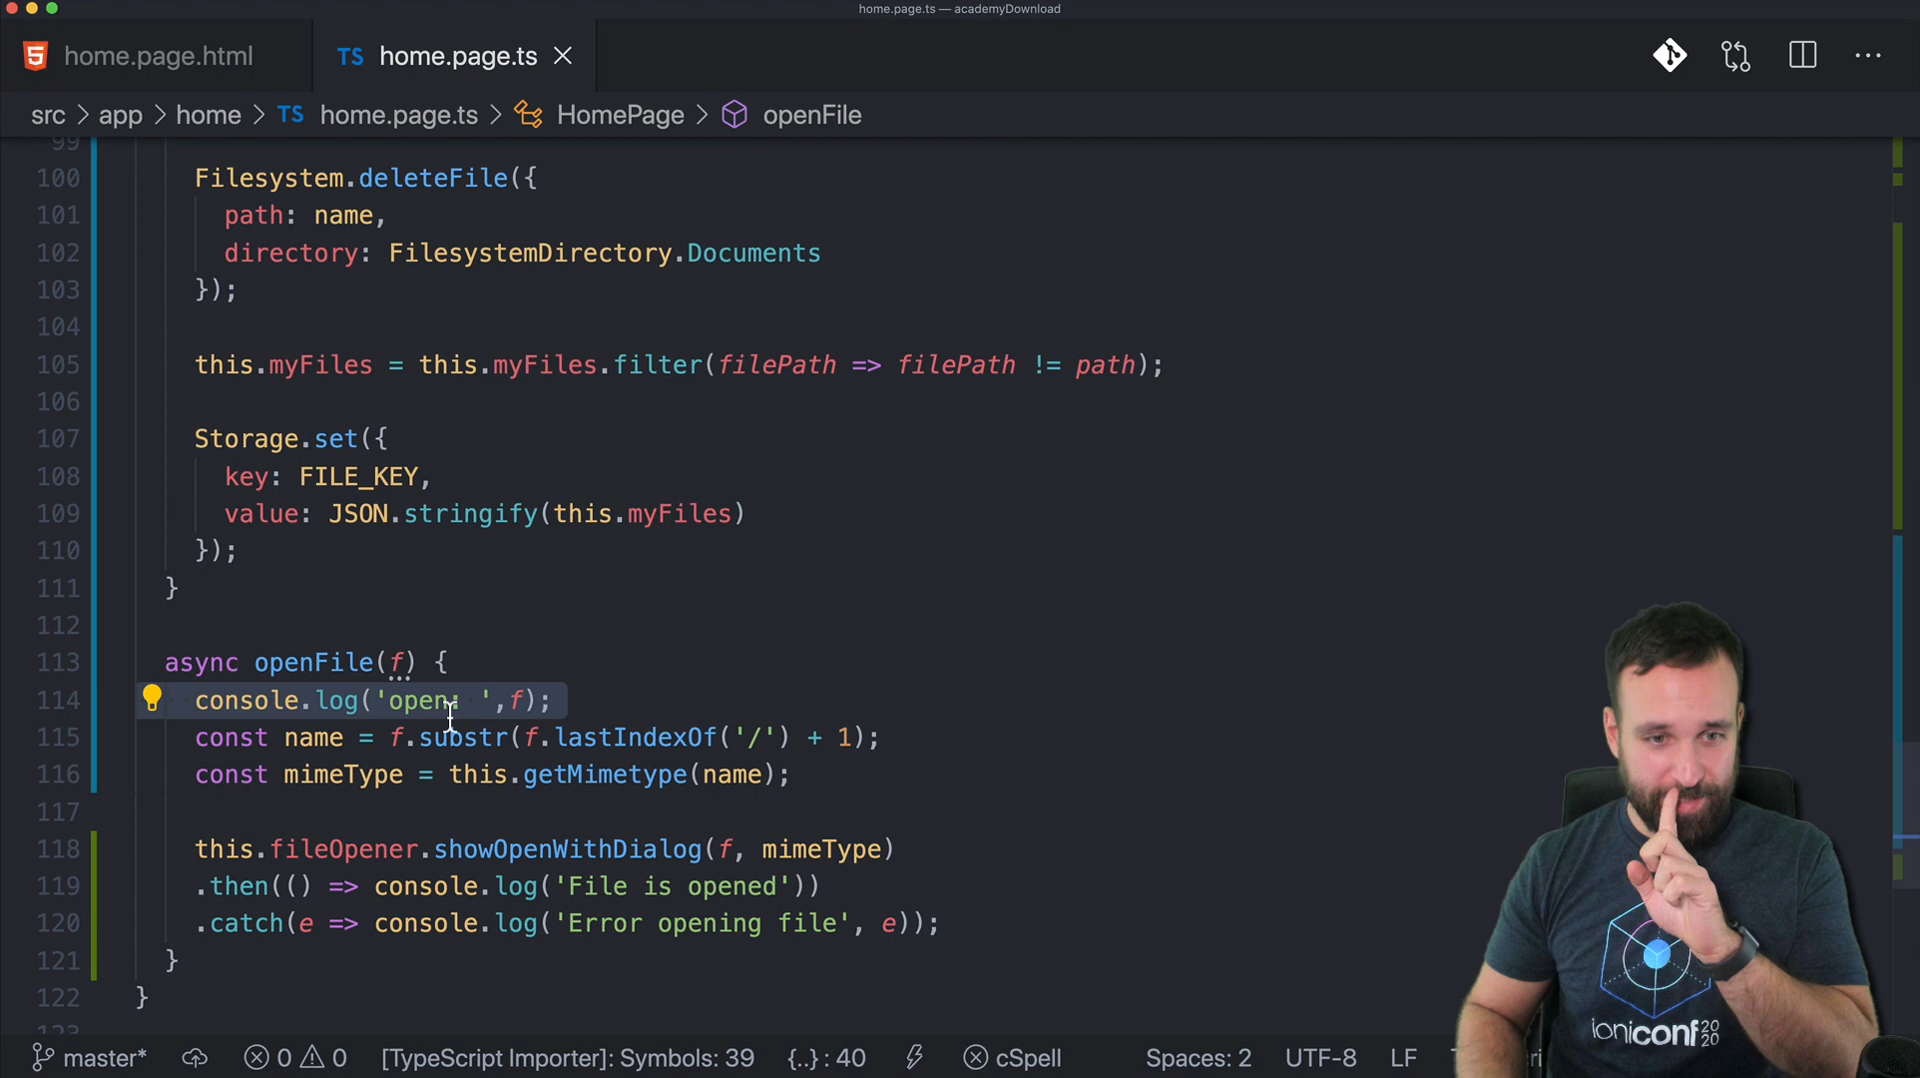 home.page.ts — academyDownload
home.page.html
TS home.page.ts
src > app > home > TS home.page.ts > HomePage > openFile
99
100 Filesystem.deleteFile({
101 path: name,
102 directory: FilesystemDirectory.Documents
103 });
104
105 this.myFiles = this.myFiles.filter(filePath => filePath != path);
106
107 Storage.set({
108 key: FILE_KEY,
109 value: JSON.stringify(this.myFiles)
110 });
111 }
112
113 async openFile(f) {
114 console.log('open: ',f);
115 const name = f.substr(f.lastIndexOf('/') + 1);
116 const mimeType = this.getMimetype(name);
117
118 this.fileOpener.showOpenWithDialog(f, mimeType)
119 .then(() => console.log('File is opened'))
120 .catch(e => console.log('Error opening file', e));
121 }
122 }
123
ioniconf 2020
master* 0 0 [TypeScript Importer]: Symbols: 39 {..} : 40 cSpell Spaces: 2 UTF-8 LF